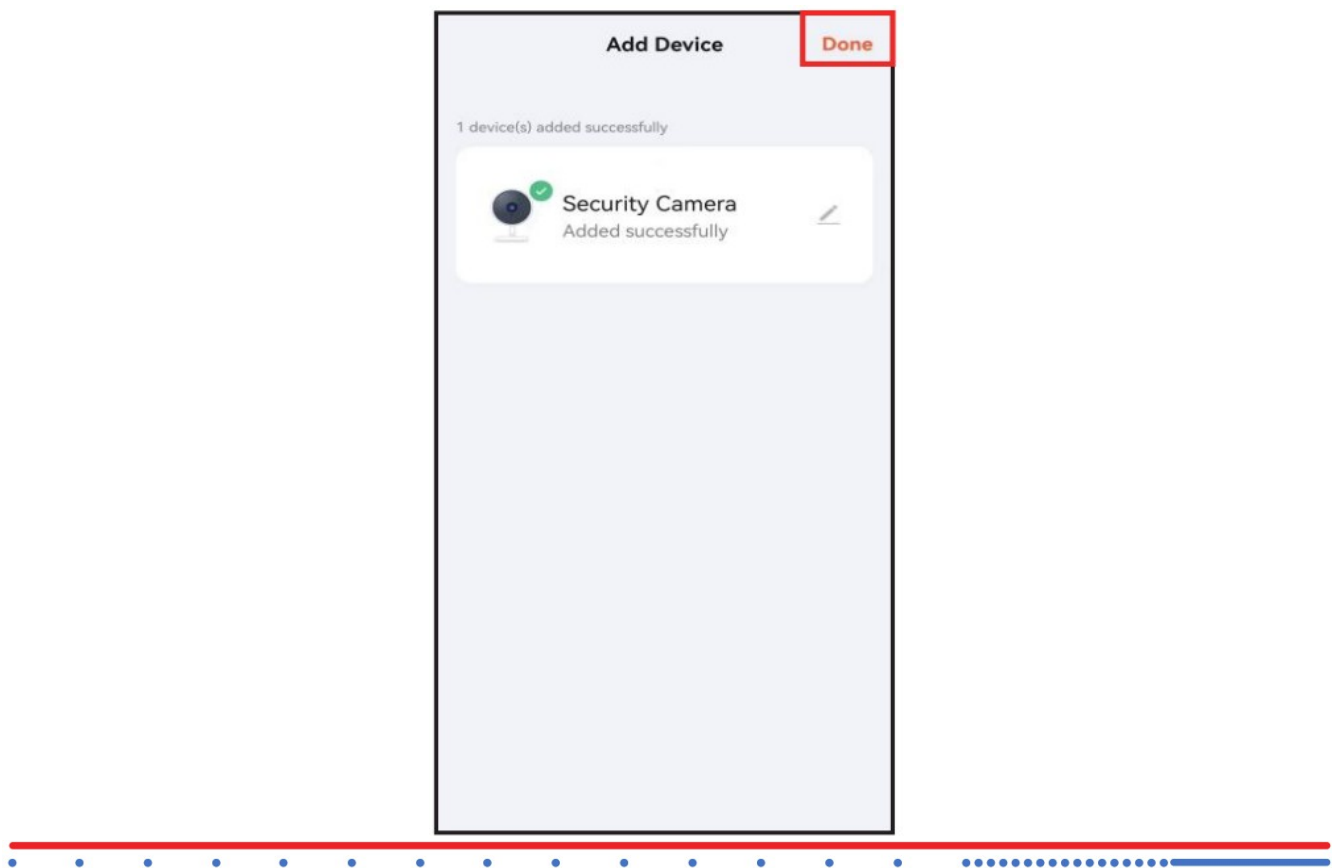 Add Device
Done
1 device(s) added successfully
Security Camera
Added successfully